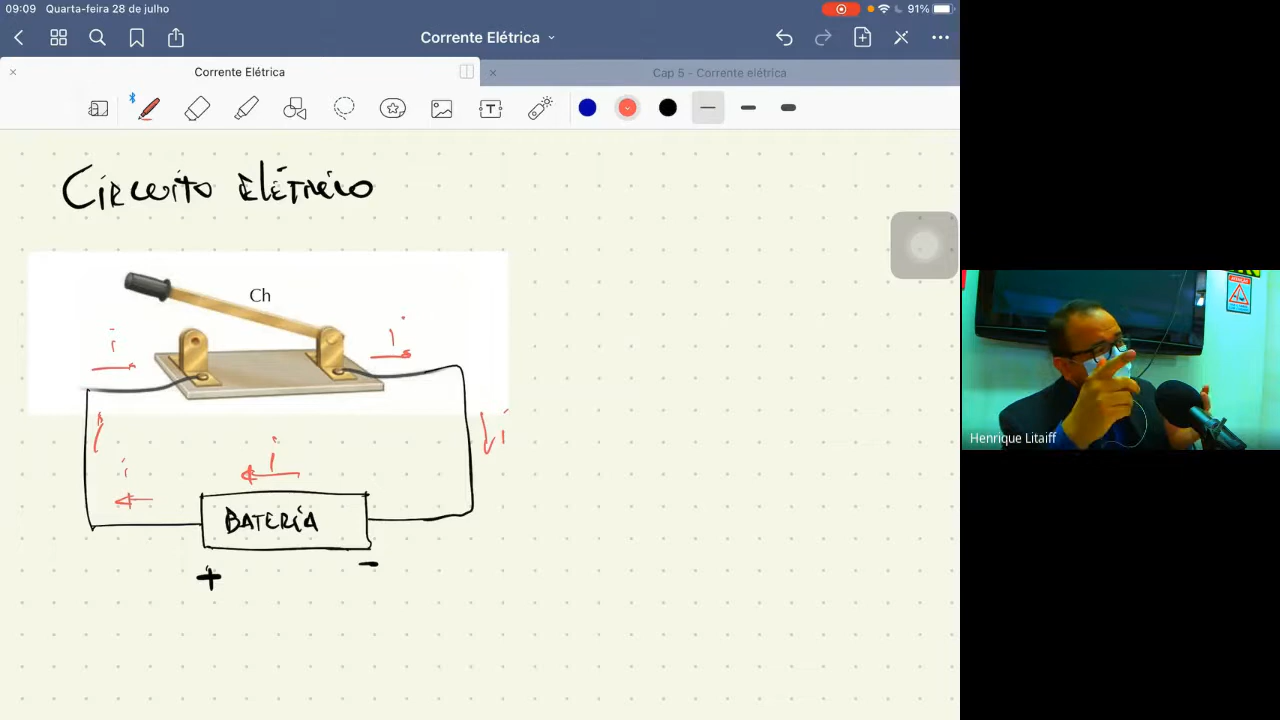 09:09 Quarta-feira 28 de julho
91%
Corrente Elétrica
Corrente Elétrica
Cap 5 - Corrente elétrica
T
Circuito Elétrico
Ch
i
i
i
i
i
BATERIA
+ -
Henrique Litaiff